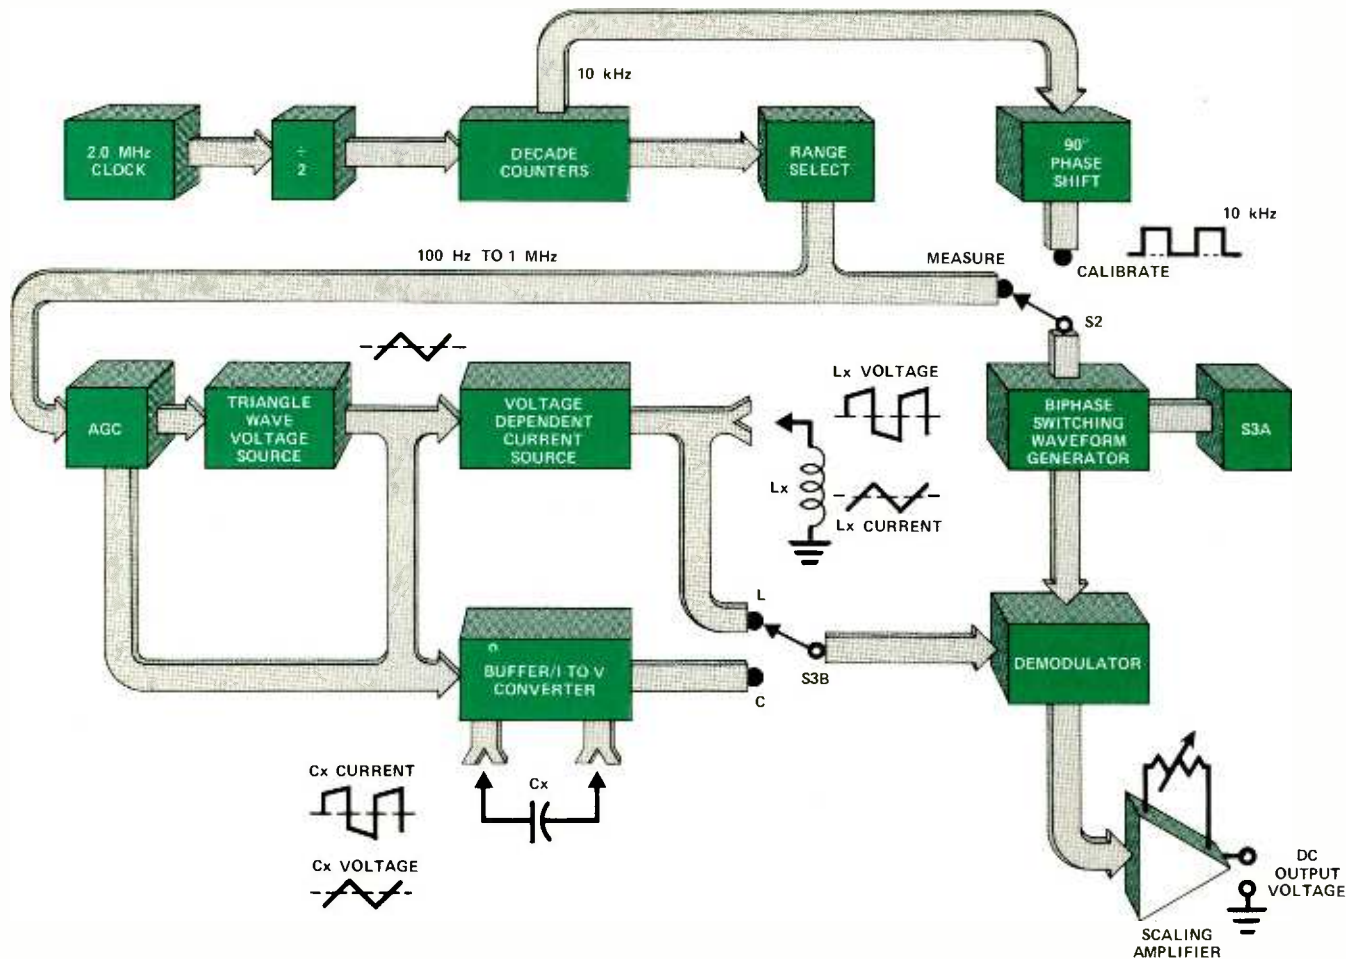 10 kHz
2.0 MHz
CLOCK
÷
2
DECADE
COUNTERS
RANGE
SELECT
90°
PHASE
SHIFT
10 kHz
100 Hz TO 1 MHz
MEASURE
CALIBRATE
S2
AGC
TRIANGLE
WAVE
VOLTAGE
SOURCE
VOLTAGE
DEPENDENT
CURRENT
SOURCE
Lx VOLTAGE
Lx
Lx CURRENT
BIPHASE
SWITCHING
WAVEFORM
GENERATOR
S3A
L
S3B
C
BUFFER/I TO V
CONVERTER
DEMODULATOR
Cx CURRENT
Cx
Cx VOLTAGE
DC
OUTPUT
VOLTAGE
SCALING
AMPLIFIER